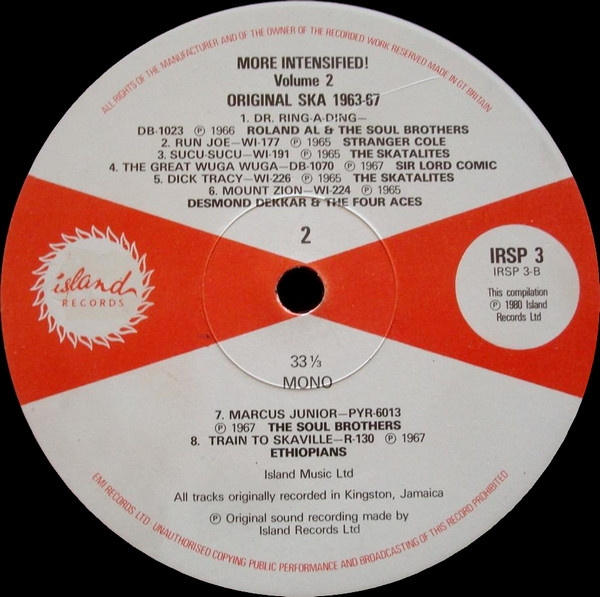 ALL RIGHTS OF THE MANUFACTURER AND OF THE OWNER OF THE RECORDED WORK RESERVED MADE IN GT BRITAIN
MORE INTENSIFIED!
Volume 2
ORIGINAL SKA 1963-67
1. DR. RING-A-DING—
DB-1023 Ⓟ 1966 ROLAND AL & THE SOUL BROTHERS
2. RUN JOE—WI-177 Ⓟ 1965 STRANGER COLE
3. SUCU-SUCU—WI-191 Ⓟ 1965 THE SKATALITES
4. THE GREAT WUGA WUGA—DB-1070 Ⓟ 1967 SIR LORD COMIC
5. DICK TRACY—WI-226 Ⓟ 1965 THE SKATALITES
6. MOUNT ZION—WI-224 Ⓟ 1965
DESMOND DEKKAR & THE FOUR ACES
2
island
RECORDS
IRSP 3
IRSP 3-B
This compilation
Ⓟ 1980 Island
Records Ltd
33 ⅓
MONO
7. MARCUS JUNIOR—PYR-6013
Ⓟ 1967 THE SOUL BROTHERS
8. TRAIN TO SKAVILLE—R-130 Ⓟ 1967
ETHIOPIANS
Island Music Ltd
All tracks originally recorded in Kingston, Jamaica
Ⓟ Original sound recording made by
Island Records Ltd
EMI RECORDS LTD. UNAUTHORISED COPYING PUBLIC PERFORMANCE AND BROADCASTING OF THIS RECORD PROHIBITED